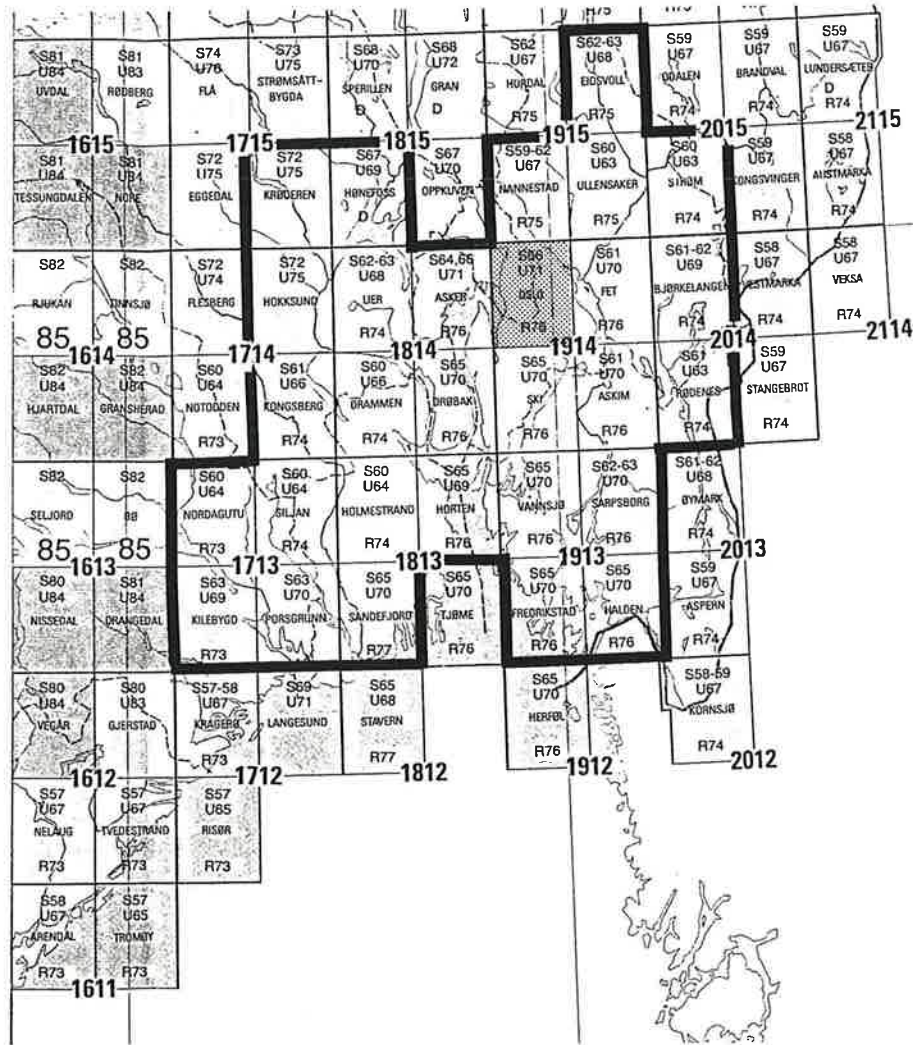 R75
R75
R74
S81
U84
UVDAL
S81
U83
RØDBERG
S74
U76
FLÅ
S73
U75
STRØMSÅTT-
BYGDA
S68
U70
SPERILLEN
D
S68
U72
GRAN
D
S62
U67
HURDAL
R75
S62-63
U68
EIDSVOLL
R75
S59
U67
ODALEN
R74
S59
U67
BRANDVAL
R74
S59
U67
LUNDERSÆTER
D
R74
1615
1715
1815
1915
2015
2115
S81
U84
TESSUNGDALEN
S81
U84
NORE
S72
U75
EGGEDAL
S72
U75
KRØDEREN
S67
U69
HØNEFOSS
D
S67
U70
OPPKUVEN
S59-62
U67
NANNESTAD
R75
S60
U63
ULLENSAKER
R75
S60
U63
STRØM
R74
S59
U67
KONGSVINGER
R74
S58
U67
AUSTMARKA
R74
S82
RJUKAN
85
S82
TINNSJØ
85
S72
U74
FLESBERG
S72
U75
HOKKSUND
S62-63
U68
LIER
R74
S64,66
U71
ASKER
R76
S66
U71
OSLO
R76
S61
U70
FET
R76
S61-62
U69
BJØRKELANGEN
R74
S58
U67
VESTMARKA
R74
S58
U67
VEKSA
R74
1614
1714
1814
1914
2014
2114
S82
U84
HJARTDAL
S82
U84
GRANSHERAD
S60
U64
NOTODDEN
R73
S61
U66
KONGSBERG
R74
S60
U66
DRAMMEN
R74
S65
U70
DRØBAK
R76
S65
U70
SKI
R76
S61
U70
ASKIM
R76
S61
U63
RØDENES
R74
S59
U67
STANGEBROT
R74
S82
SELJORD
85
S82
BØ
85
S60
U64
NORDAGUTU
R73
S60
U64
SILJAN
R74
S60
U64
HOLMESTRAND
R74
S65
U69
HORTEN
R76
S65
U70
VANNSJØ
R76
S62-63
U70
SARPSBORG
R76
S61-62
U68
ØYMARK
R74
1613
1713
1813
1913
2013
S80
U84
NISSEDAL
S81
U84
DRANGEDAL
S63
U69
KILEBYGD
R73
S63
U70
PORSGRUNN
S65
U70
SANDEFJORD
R77
S65
U70
TJØME
R76
S65
U70
FREDRIKSTAD
R76
S65
U70
HALDEN
R76
S59
U67
ASPERN
R74
S80
U84
VEGÅR
S80
U83
GJERSTAD
S57-58
U67
KRAGERØ
R73
S69
U71
LANGESUND
S65
U68
STAVERN
R77
S65
U70
HERFØL
R76
S58-59
U67
KORNSJØ
R74
1612
1712
1812
1912
2012
S57
U67
NELAUG
R73
S57
U67
TVEDESTRAND
R73
S57
U65
RISØR
R73
S58
U67
ARENDAL
R73
S57
U65
TROMØY
R73
1611